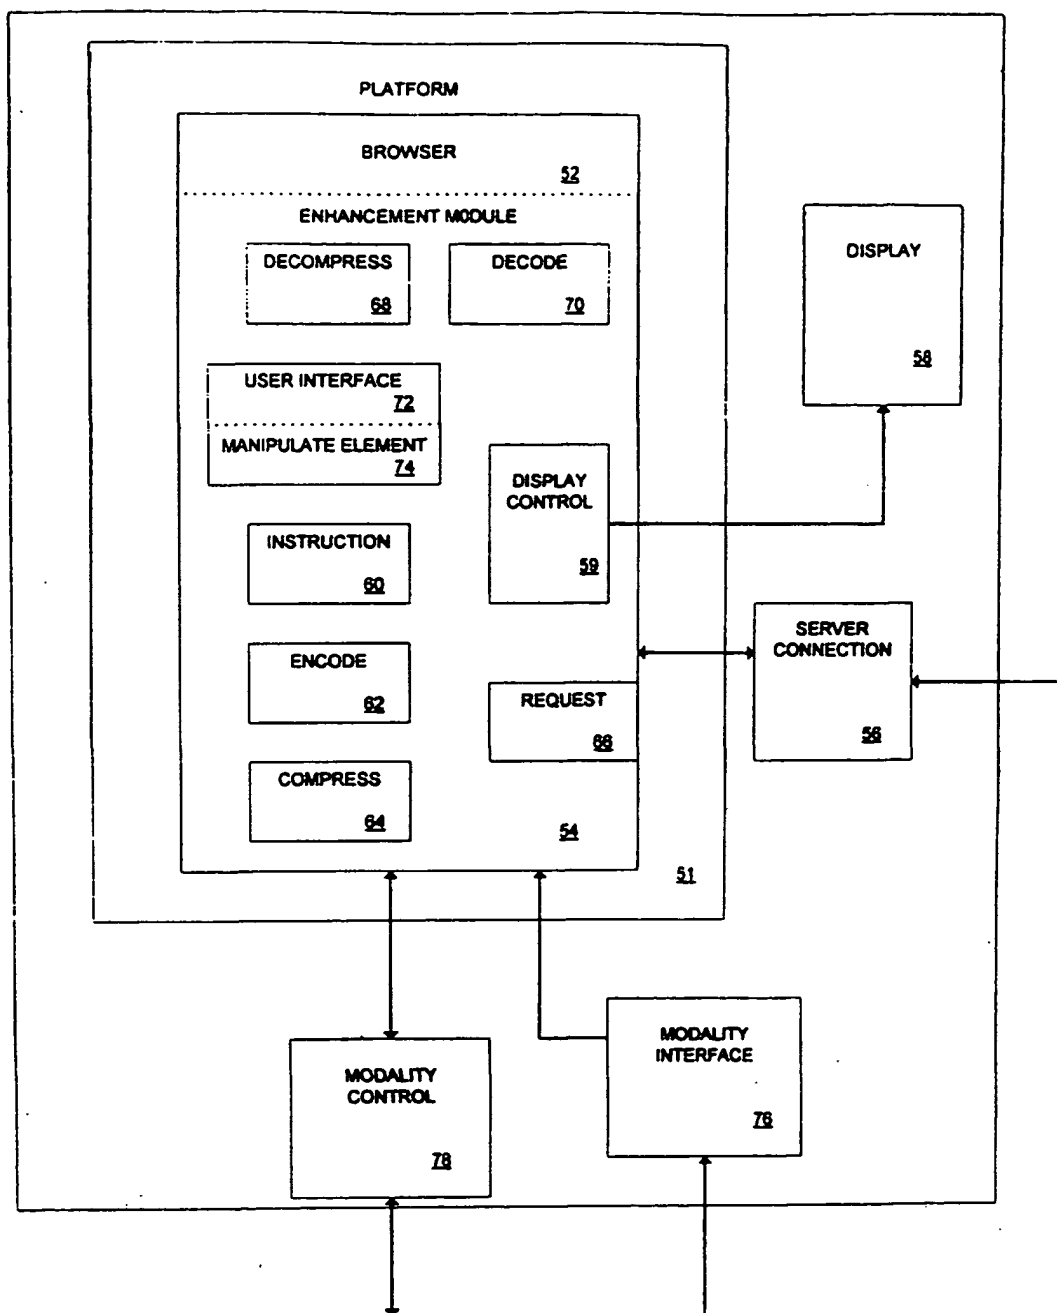 PLATFORM
BROWSER
52
ENHANCEMENT MODULE
DECOMPRESS
68
DECODE
70
DISPLAY
58
USER INTERFACE
72
MANIPULATE ELEMENT
74
DISPLAY
CONTROL
59
INSTRUCTION
60
SERVER
CONNECTION
56
ENCODE
62
REQUEST
66
COMPRESS
64
54
51
MODALITY
INTERFACE
76
MODALITY
CONTROL
78